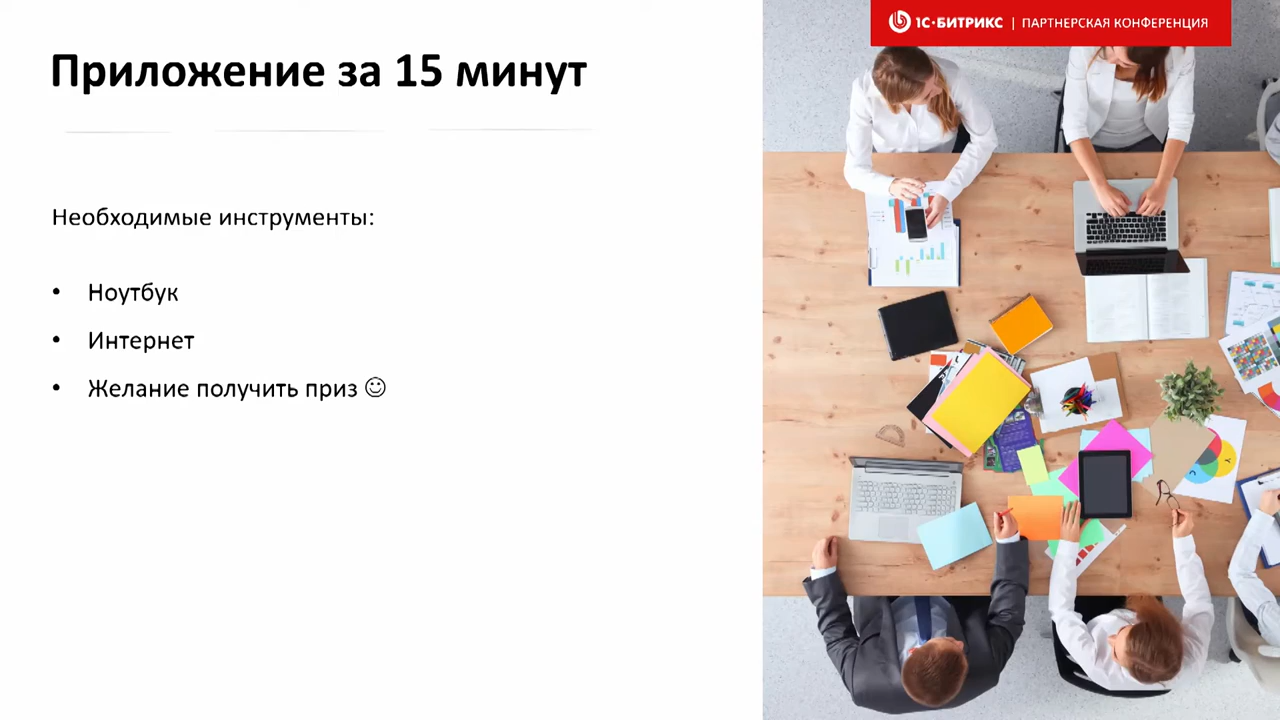 1С·БИТРИКС | ПАРТНЕРСКАЯ КОНФЕРЕНЦИЯ
Приложение за 15 минут
Необходимые инструменты:
• Ноутбук
• Интернет
• Желание получить приз ☺